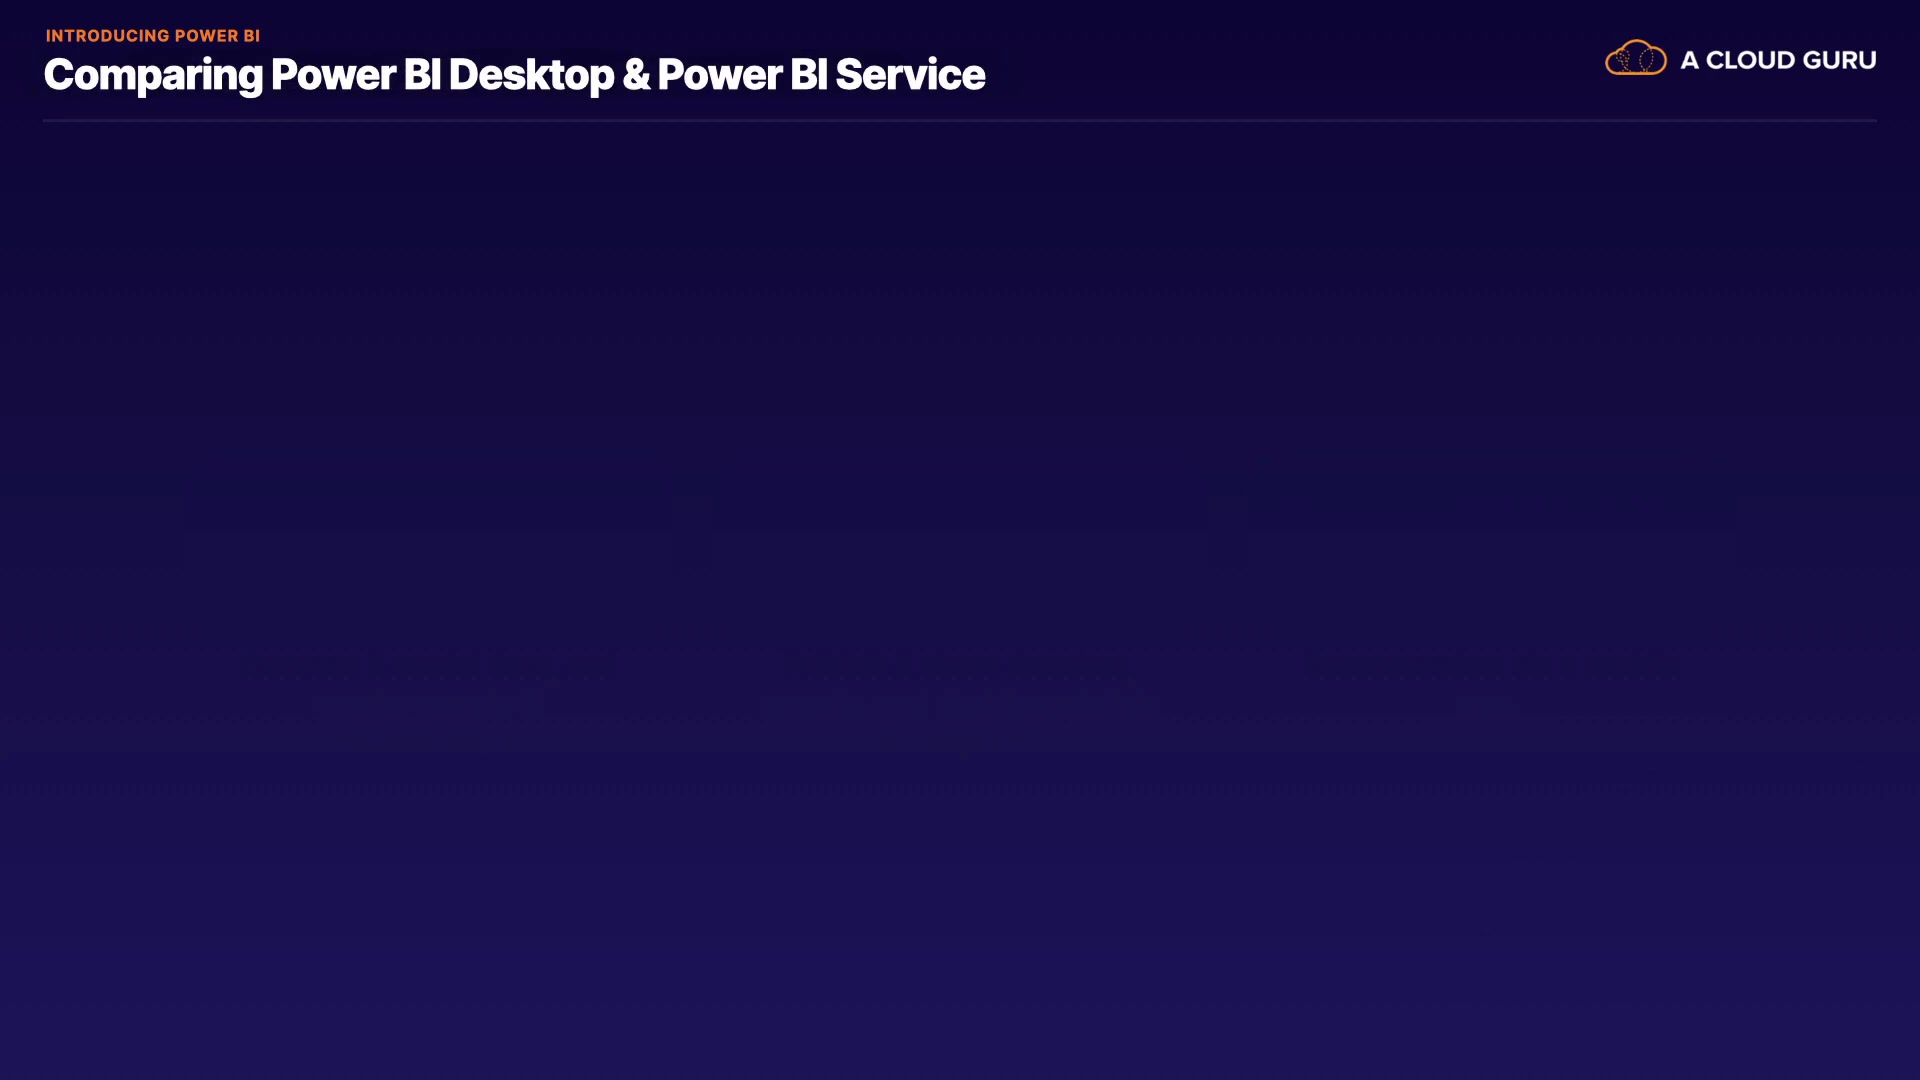 INTRODUCING POWER BI
Comparing Power BI Desktop & Power BI Service
A CLOUD GURU